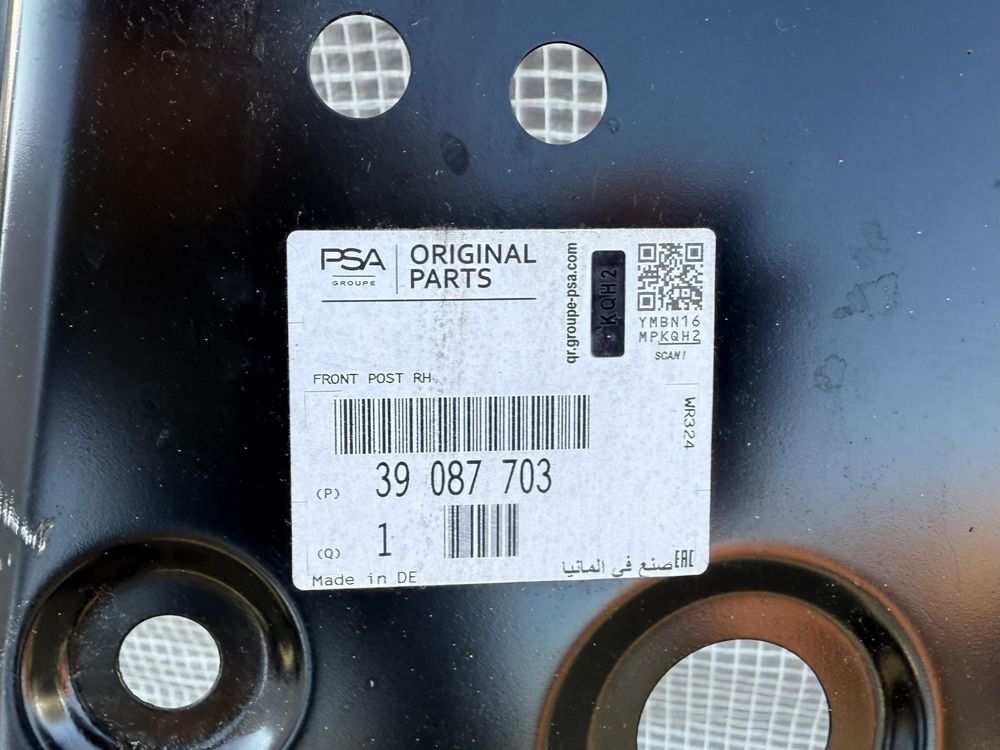 PSA
GROUPE
ORIGINAL
PARTS
qr.groupe-psa.com
KQH2
YMBN16
MPKQH2
SCAN!
FRONT POST RH
WR324
(P) 39 087 703
(Q) 1
Made in DE
صنع في المانيا
EAC